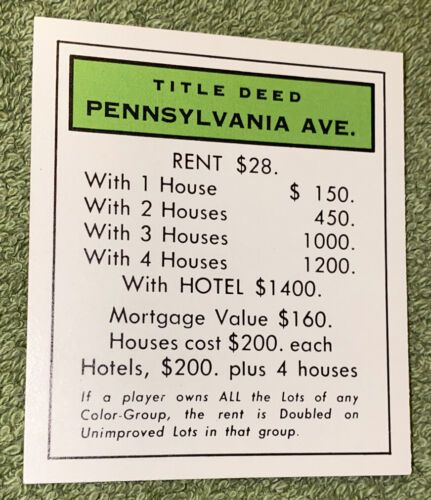 TITLE DEED
PENNSYLVANIA AVE.
RENT $28.
With 1 House $ 150.
With 2 Houses 450.
With 3 Houses 1000.
With 4 Houses 1200.
With HOTEL $1400.
Mortgage Value $160.
Houses cost $200. each
Hotels, $200. plus 4 houses
If a player owns ALL the Lots of any
Color-Group, the rent is Doubled on
Unimproved Lots in that group.